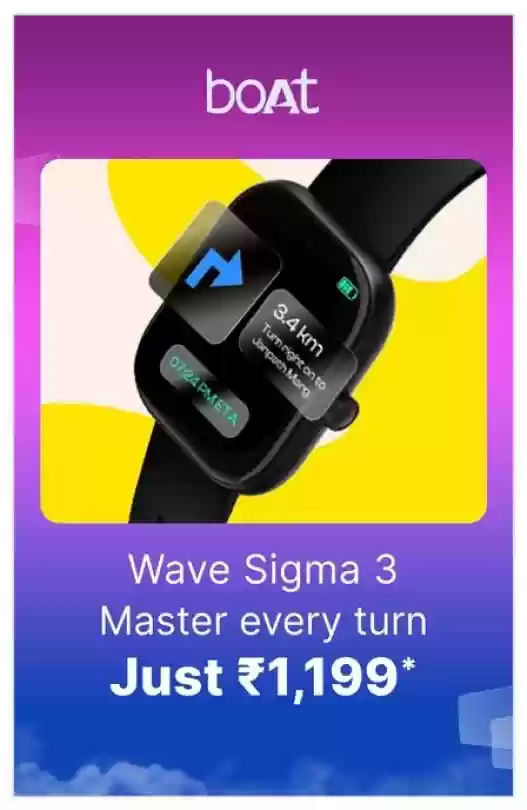 boAt
3.4 km
Turn right on to
Janpath Marg
07:24 PM ETA
Wave Sigma 3
Master every turn
Just ₹1,199*